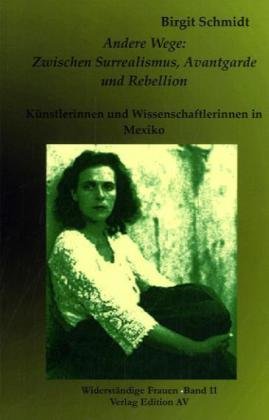 Birgit Schmidt
Andere Wege:
Zwischen Surrealismus, Avantgarde
und Rebellion
Künstlerinnen und Wissenschaftlerinnen in
Mexiko
Widerständige Frauen •Band 11
Verlag Edition AV